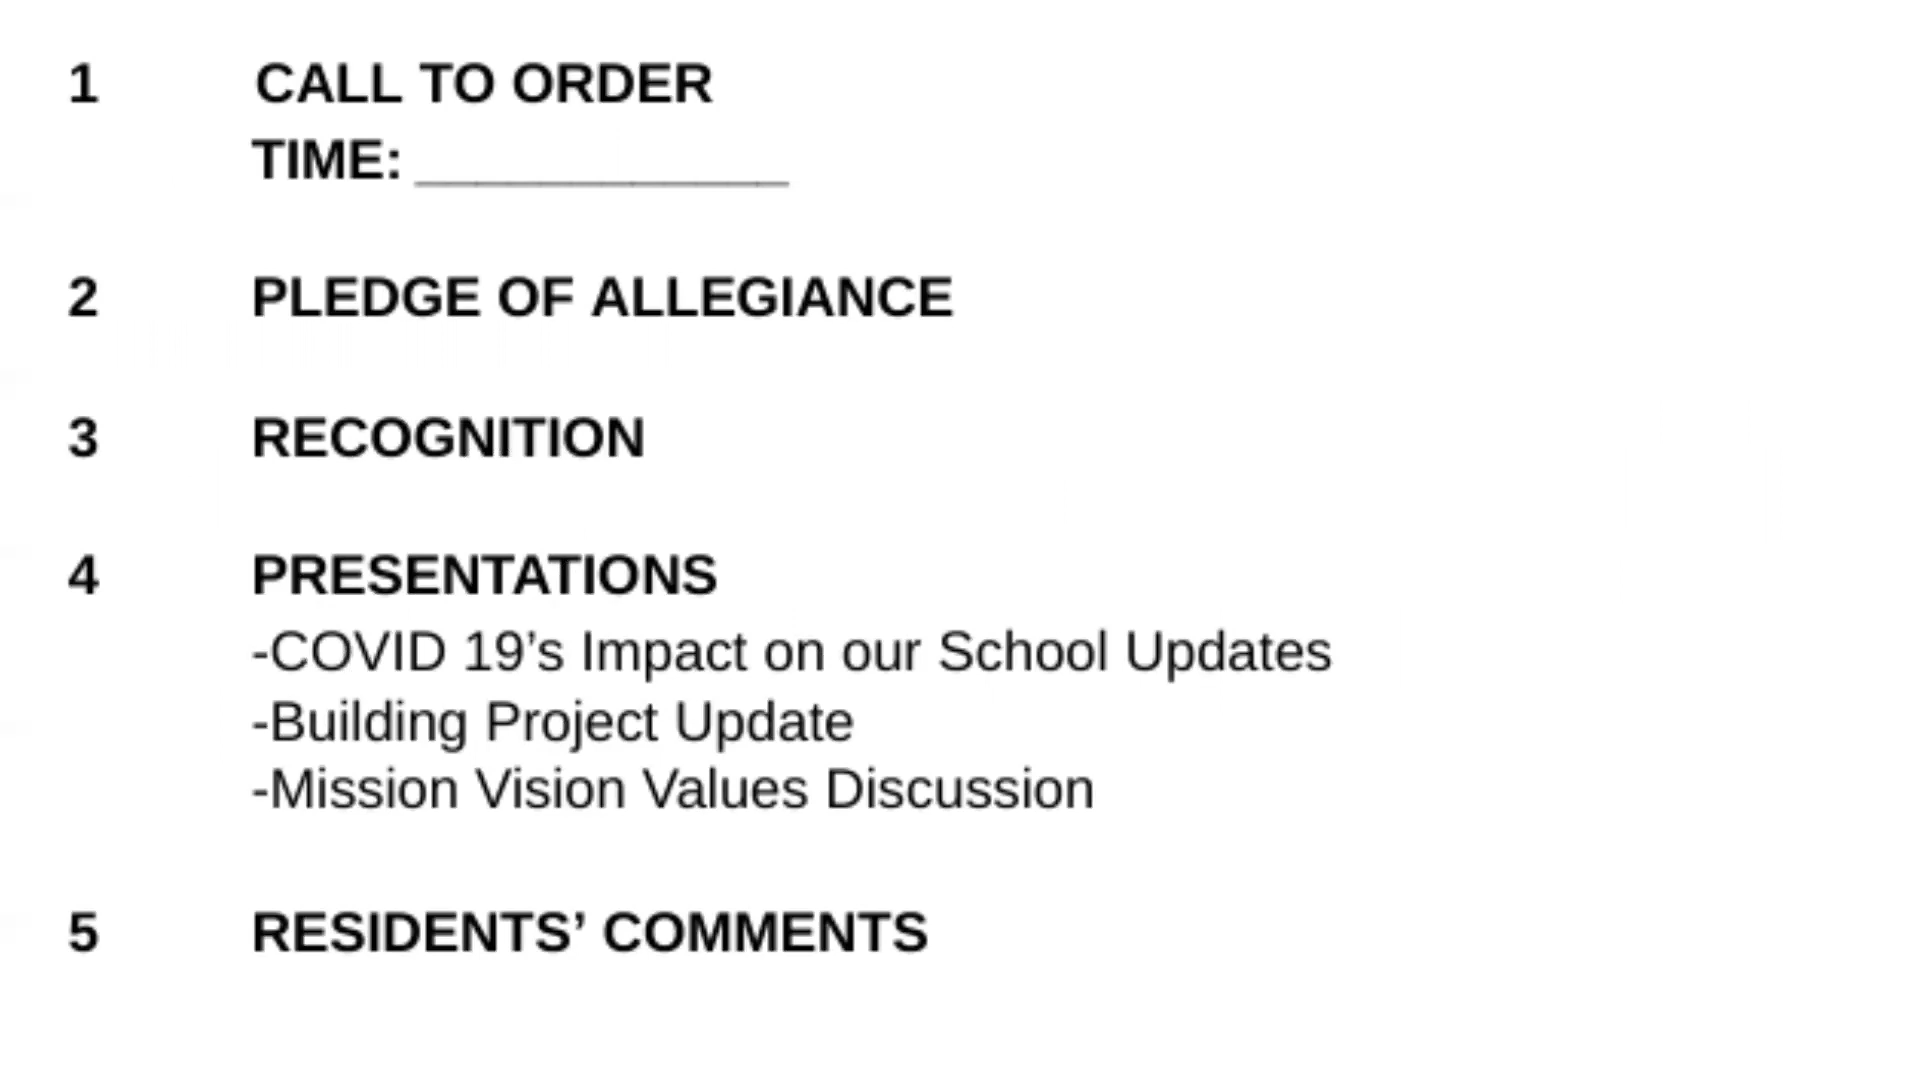 1 CALL TO ORDER
TIME: ____________
2 PLEDGE OF ALLEGIANCE
3 RECOGNITION
4 PRESENTATIONS
-COVID 19’s Impact on our School Updates
-Building Project Update
-Mission Vision Values Discussion
5 RESIDENTS’ COMMENTS